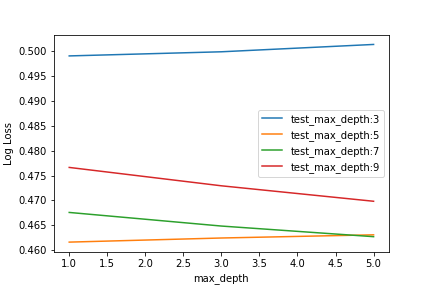 0.500
0.495
0.490
0.485
0.480
0.475
0.470
0.465
0.460
Log Loss
test_max_depth:3
test_max_depth:5
test_max_depth:7
test_max_depth:9
1.0 1.5 2.0 2.5 3.0 3.5 4.0 4.5 5.0
max_depth